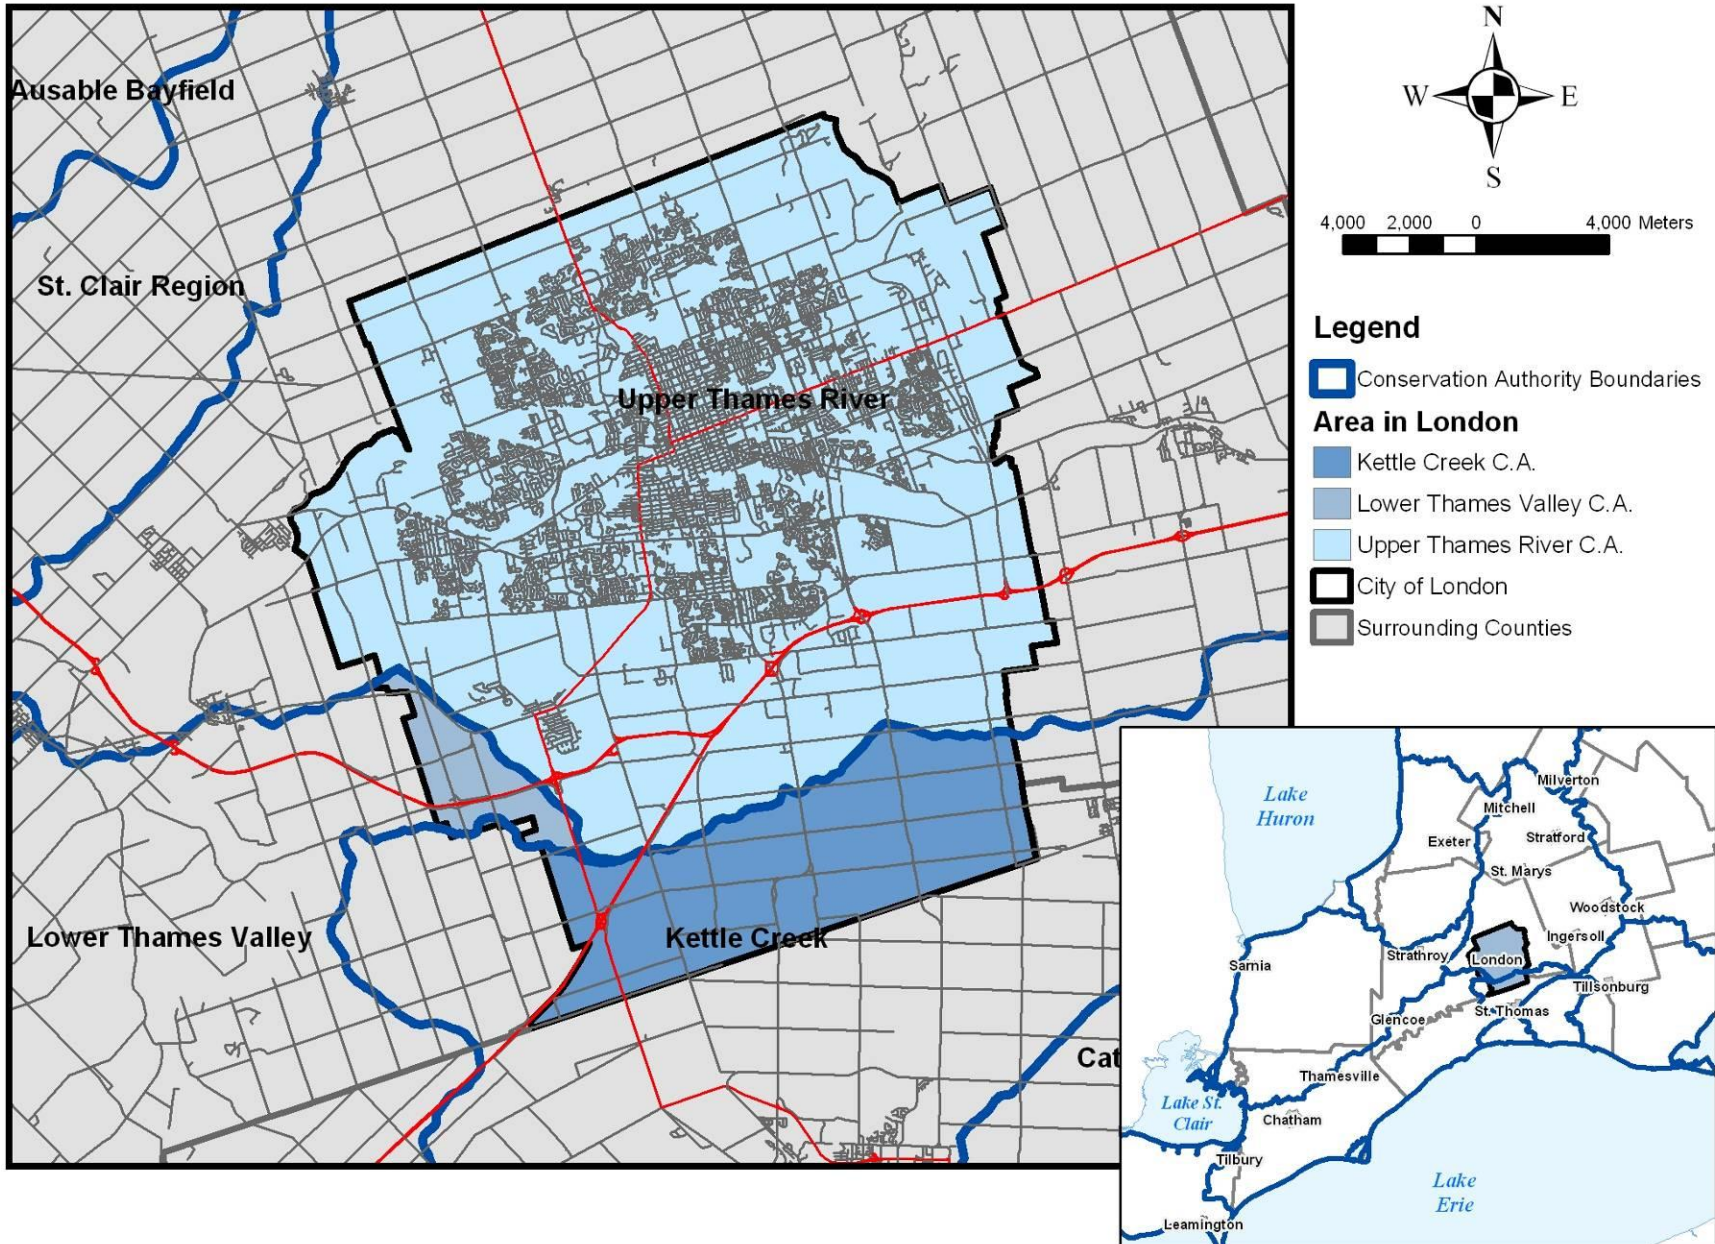 Ausable Bayfield
St. Clair Region
Upper Thames River
Lower Thames Valley
Kettle Creek
Cat
N
W
E
S
4,000 2,000 0 4,000 Meters
Legend
Conservation Authority Boundaries
Area in London
Kettle Creek C.A.
Lower Thames Valley C.A.
Upper Thames River C.A.
City of London
Surrounding Counties
Lake
Huron
Milverton
Mitchell
Exeter
Stratford
St. Marys
Woodstock
Ingersoll
Strathroy
London
Sarnia
Tillsonburg
St. Thomas
Glencoe
Thamesville
Lake St.
Clair
Chatham
Tilbury
Lake
Erie
Leamington